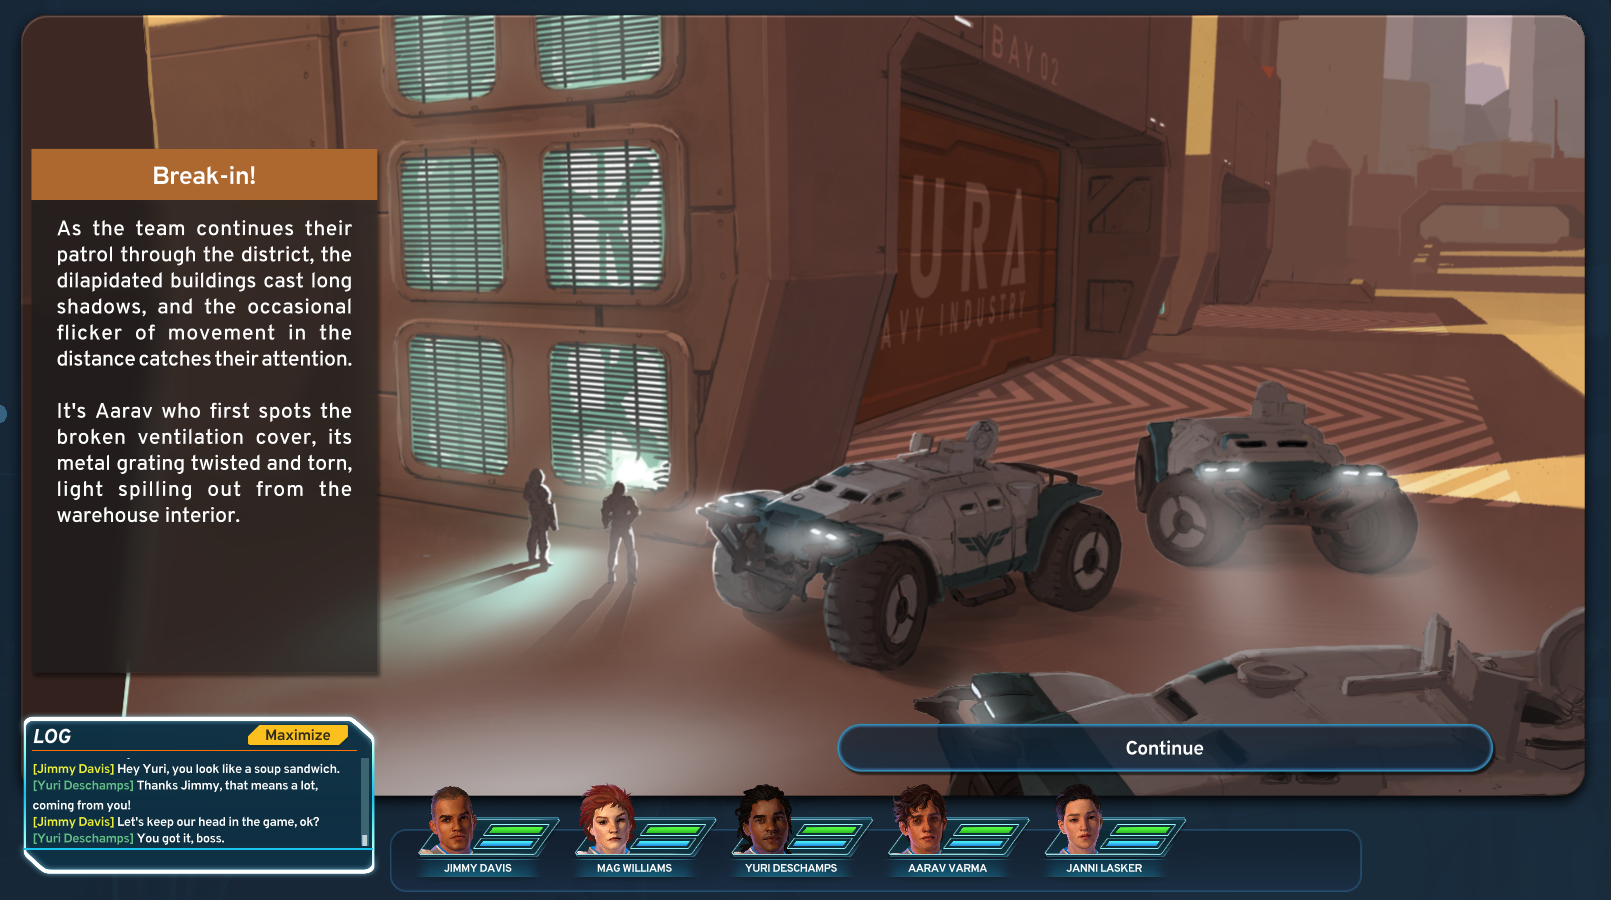 BAY 02
URA
AVY INDUSTRY
Break-in!
As the team continues their
patrol through the district, the
dilapidated buildings cast long
shadows, and the occasional
flicker of movement in the
distance catches their attention.
It's Aarav who first spots the
broken ventilation cover, its
metal grating twisted and torn,
light spilling out from the
warehouse interior.
Continue
LOG
Maximize
[Jimmy Davis] Hey Yuri, you look like a soup sandwich.
[Yuri Deschamps] Thanks Jimmy, that means a lot,
coming from you!
[Jimmy Davis] Let's keep our head in the game, ok?
[Yuri Deschamps] You got it, boss.
JIMMY DAVIS
MAG WILLIAMS
YURI DESCHAMPS
AARAV VARMA
JANNI LASKER